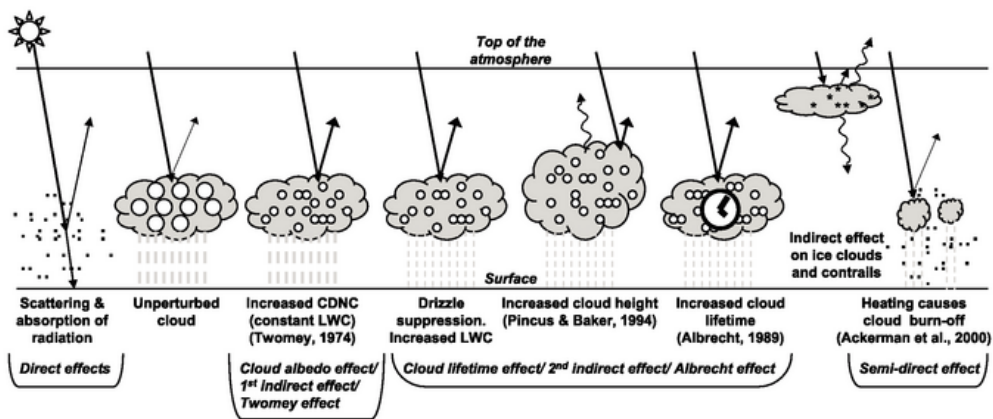 Top of the
atmosphere
Indirect effect
on ice clouds
and contrails
Surface
Scattering &
absorption of
radiation
Unperturbed
cloud
Increased CDNC
(constant LWC)
(Twomey, 1974)
Drizzle
suppression.
Increased LWC
Increased cloud height
(Pincus & Baker, 1994)
Increased cloud
lifetime
(Albrecht, 1989)
Heating causes
cloud burn-off
(Ackerman et al., 2000)
Direct effects
Cloud albedo effect/
1st indirect effect/
Twomey effect
Cloud lifetime effect/ 2nd indirect effect/ Albrecht effect
Semi-direct effect